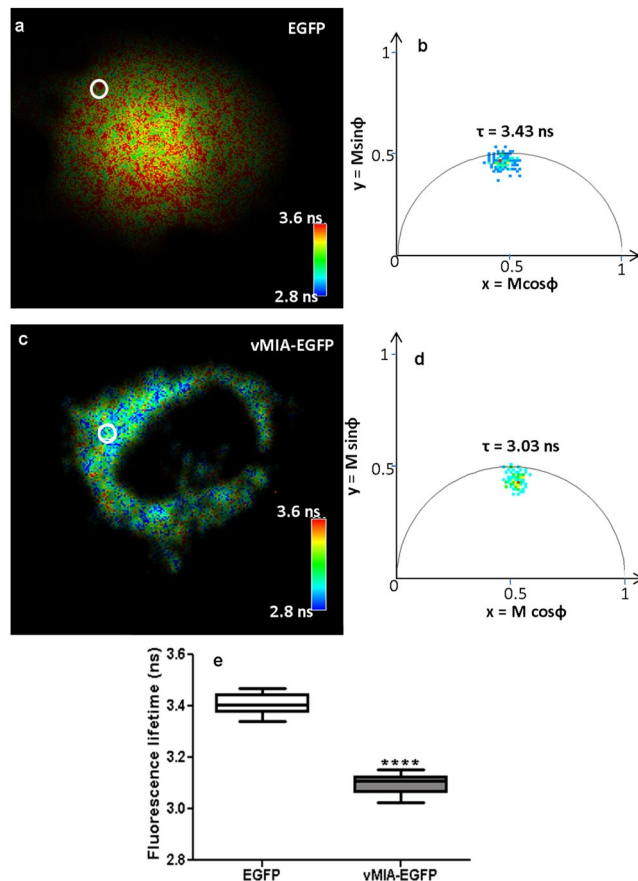 a
EGFP
3.6 ns
2.8 ns
b
1
τ = 3.43 ns
0.5
y = Msinϕ
0
0.5
1
x = Mcosϕ
c
vMIA-EGFP
3.6 ns
2.8 ns
d
1
τ = 3.03 ns
0.5
y = M sinϕ
0
0.5
1
x = M cosϕ
e
Fluorescence lifetime (ns)
3.6
3.4
3.2
3.0
2.8
****
EGFP
vMIA-EGFP